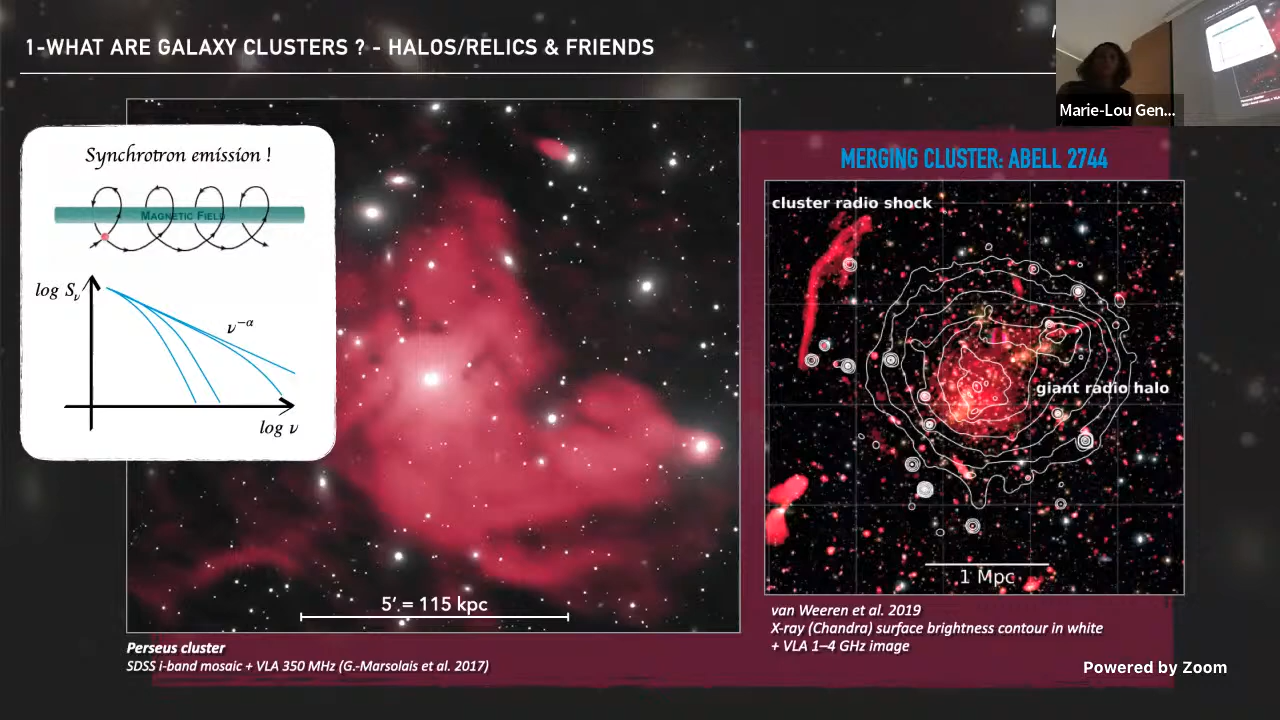 1-WHAT ARE GALAXY CLUSTERS ? - HALOS/RELICS & FRIENDS
Marie-Lou Gen...
Synchrotron emission !
MAGNETIC FIELD
log Sν
ν−α
log ν
5’ = 115 kpc
Perseus cluster
SDSS i-band mosaic + VLA 350 MHz (G.-Marsolais et al. 2017)
MERGING CLUSTER: ABELL 2744
cluster radio shock
giant radio halo
1 Mpc
van Weeren et al. 2019
X-ray (Chandra) surface brightness contour in white
+ VLA 1–4 GHz image
Powered by Zoom